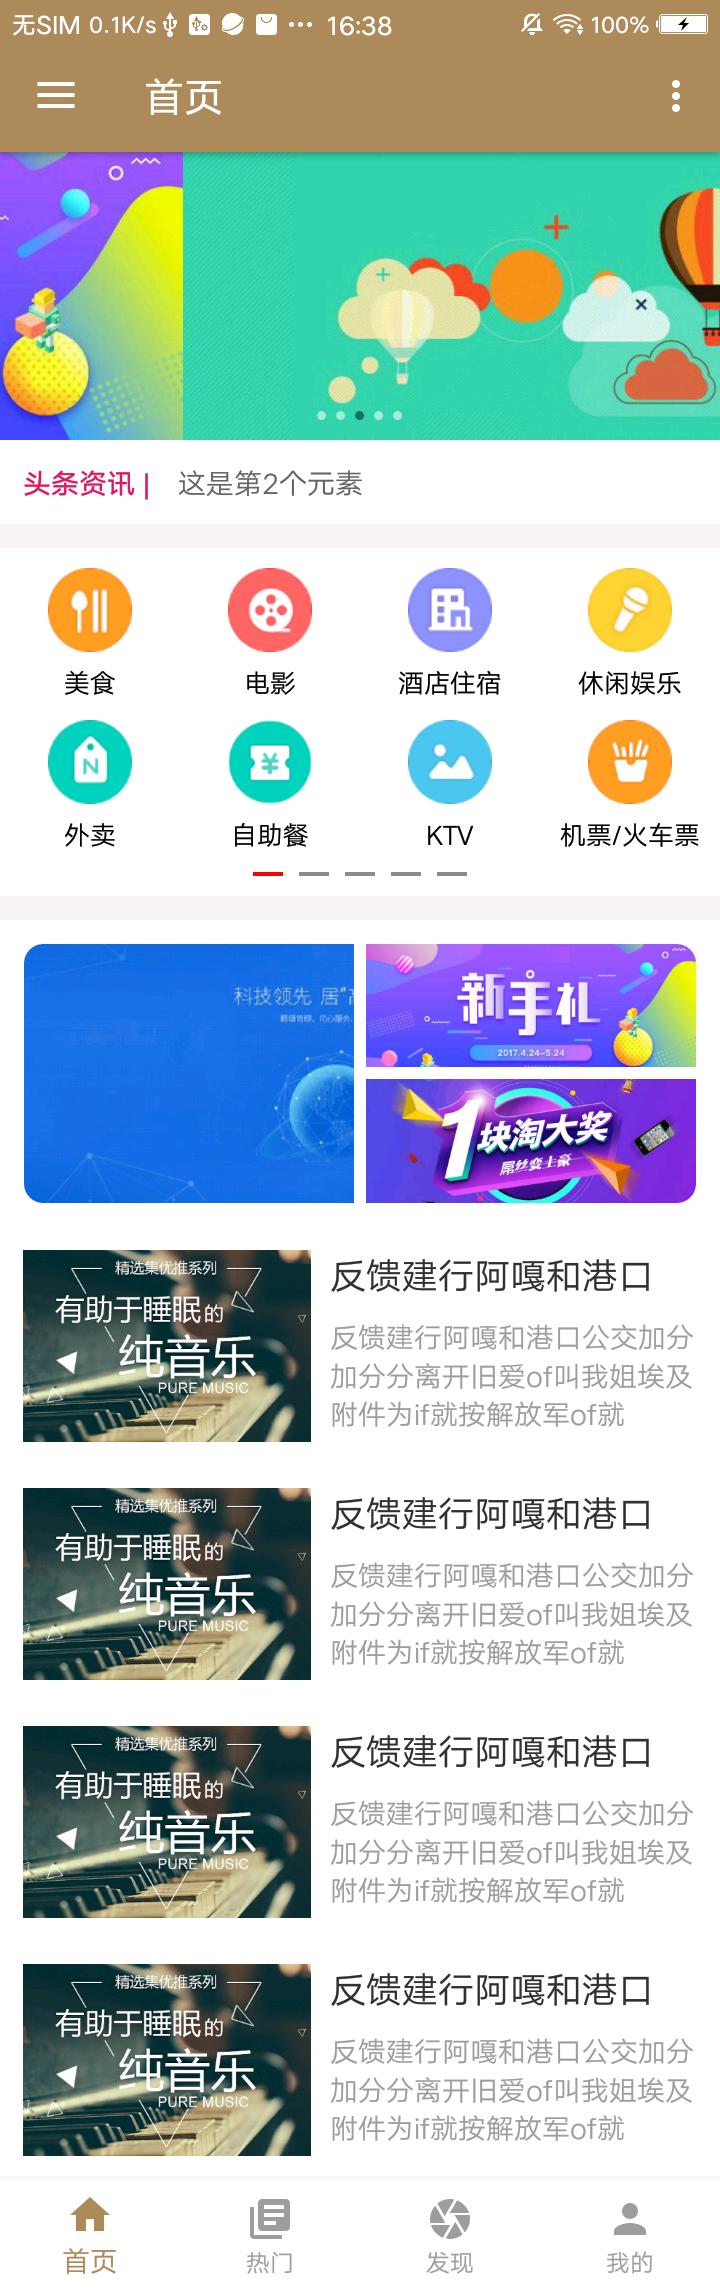 无SIM 0.1K/s 16:38 100%
首页
头条资讯 | 这是第2个元素
美食 电影 酒店住宿 休闲娱乐
外卖 自助餐 KTV 机票/火车票
科技领先 居“高
新手礼
2017.4.24-5.24
1块淘大奖
屌丝变土豪
精选集优推系列
有助于睡眠的
纯音乐
PURE MUSIC
反馈建行阿嘎和港口
反馈建行阿嘎和港口公交加分
加分分离开旧爱of叫我姐埃及
附件为if就按解放军of就
精选集优推系列
有助于睡眠的
纯音乐
PURE MUSIC
反馈建行阿嘎和港口
反馈建行阿嘎和港口公交加分
加分分离开旧爱of叫我姐埃及
附件为if就按解放军of就
精选集优推系列
有助于睡眠的
纯音乐
PURE MUSIC
反馈建行阿嘎和港口
反馈建行阿嘎和港口公交加分
加分分离开旧爱of叫我姐埃及
附件为if就按解放军of就
精选集优推系列
有助于睡眠的
纯音乐
PURE MUSIC
反馈建行阿嘎和港口
反馈建行阿嘎和港口公交加分
加分分离开旧爱of叫我姐埃及
附件为if就按解放军of就
首页 热门 发现 我的